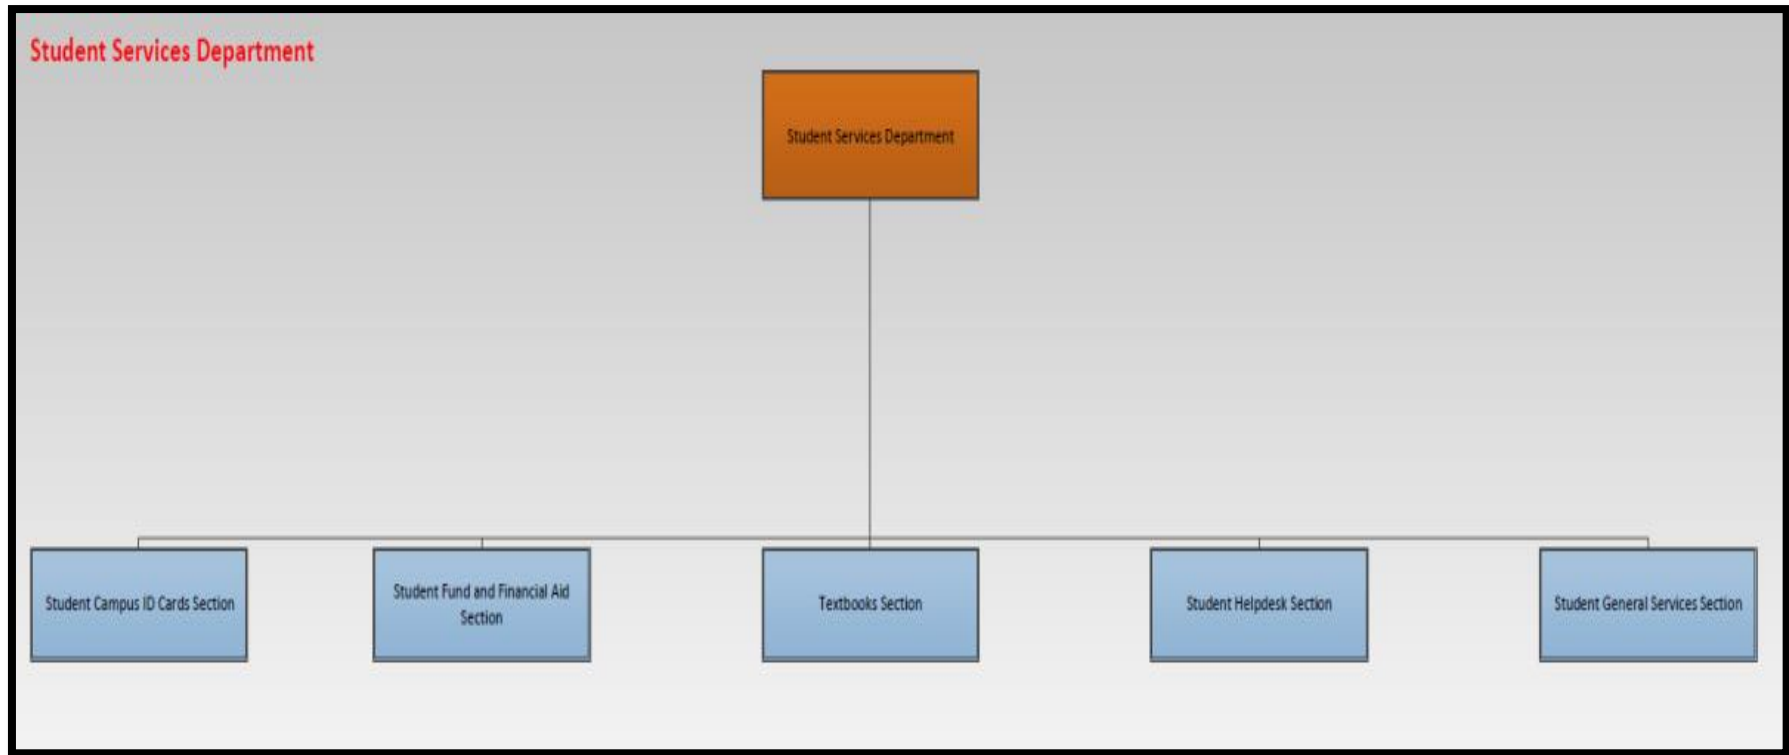 Student Services Department
Student Services Department
Student Campus ID Cards Section
Student Fund and Financial Aid
Section
Textbooks Section
Student Helpdesk Section
Student General Services Section